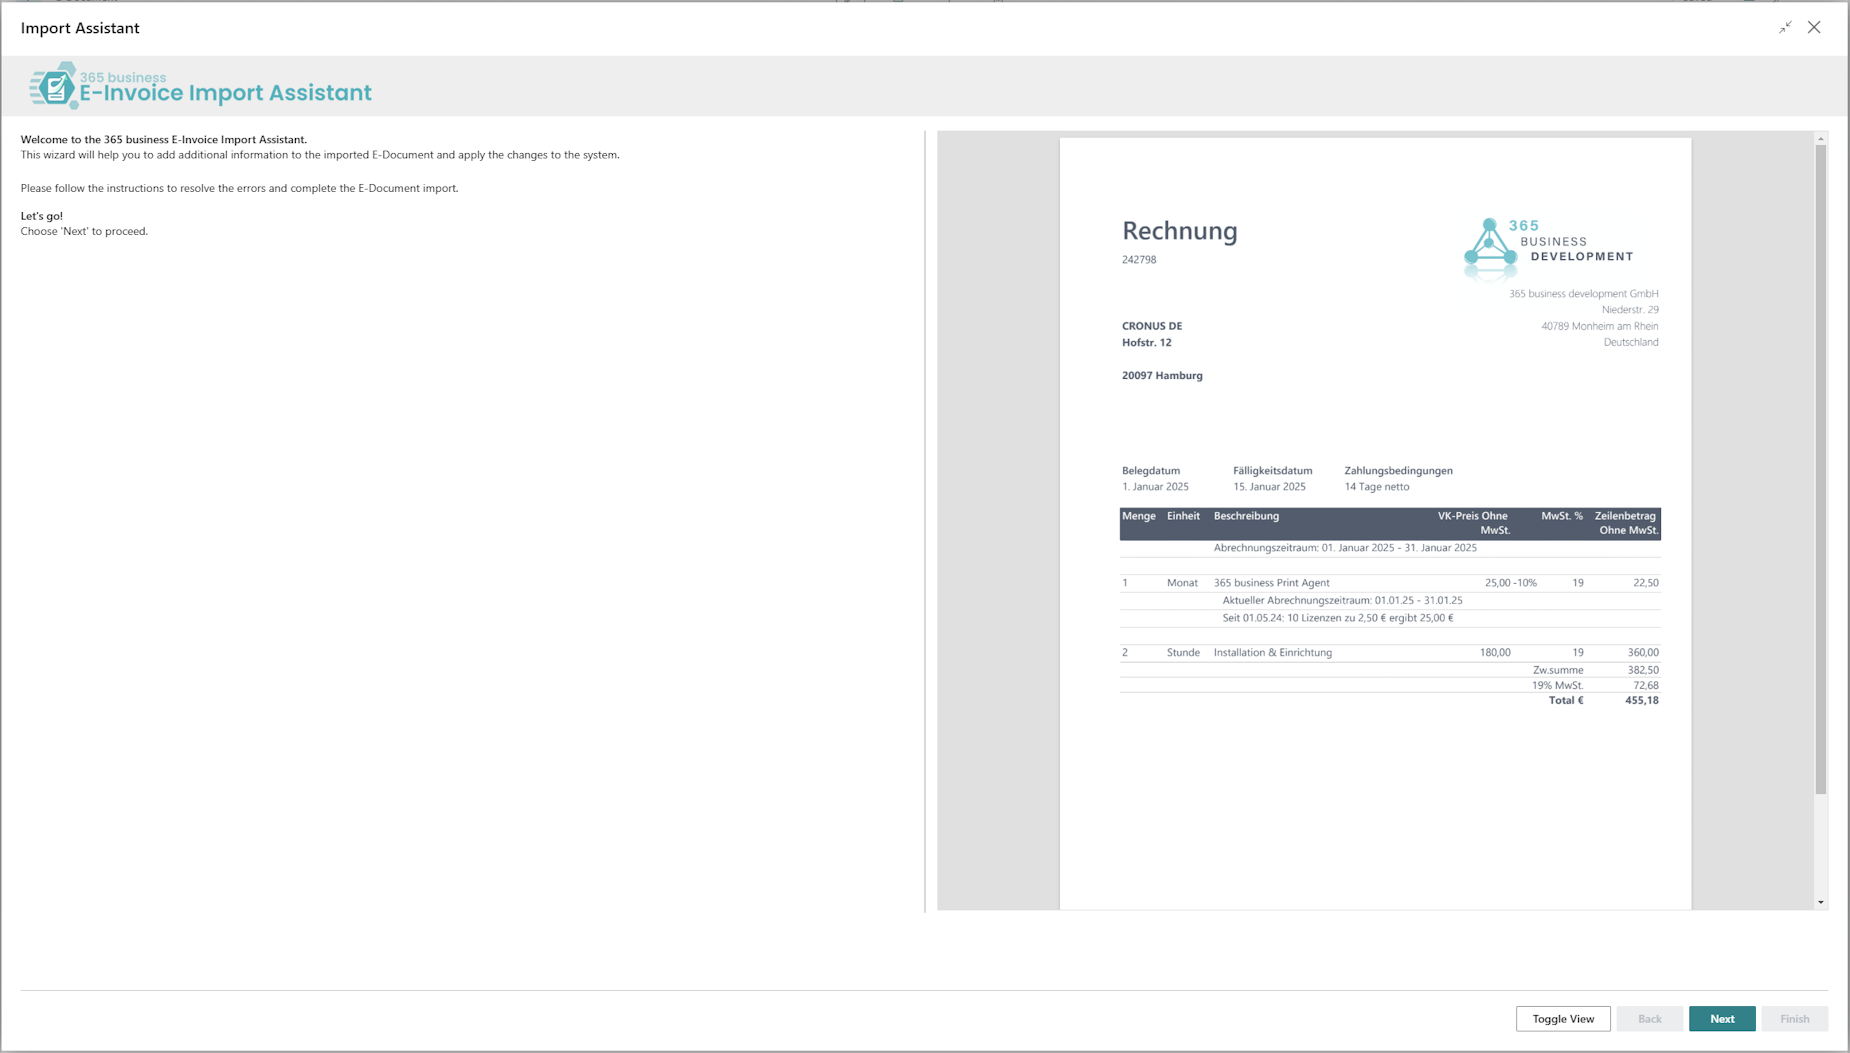 Import Assistant
365 business
E-Invoice Import Assistant
Welcome to the 365 business E-Invoice Import Assistant.
This wizard will help you to add additional information to the imported E-Document and apply the changes to the system.
Please follow the instructions to resolve the errors and complete the E-Document import.
Let's go!
Choose 'Next' to proceed.
Rechnung
242798
365
BUSINESS
DEVELOPMENT
365 business development GmbH
Niederstr. 29
40789 Monheim am Rhein
Deutschland
CRONUS DE
Hofstr. 12
20097 Hamburg
Belegdatum Fälligkeitsdatum Zahlungsbedingungen
1. Januar 2025 15. Januar 2025 14 Tage netto
Menge Einheit Beschreibung VK-Preis Ohne MwSt. % Zeilenbetrag
MwSt. Ohne MwSt.
Abrechnungszeitraum: 01. Januar 2025 - 31. Januar 2025
1 Monat 365 business Print Agent 25,00 -10% 19 22,50
Aktueller Abrechnungszeitraum: 01.01.25 - 31.01.25
Seit 01.05.24: 10 Lizenzen zu 2,50 € ergibt 25,00 €
2 Stunde Installation & Einrichtung 180,00 19 360,00
Zw.summe 382,50
19% MwSt. 72,68
Total € 455,18
Toggle View Back Next Finish